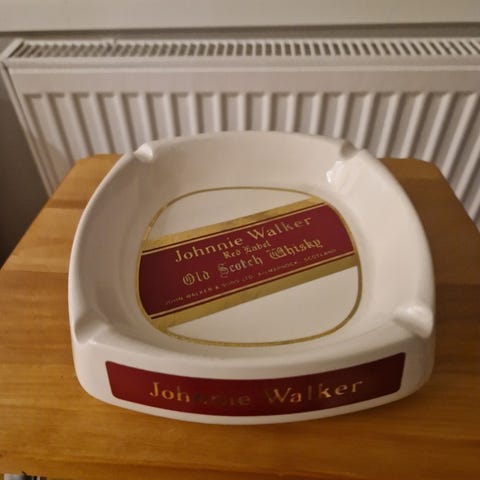 Johnnie Walker
Red Label
Old Scotch Whisky
JOHN WALKER & SONS LTD. KILMARNOCK, SCOTLAND
Johnnie Walker